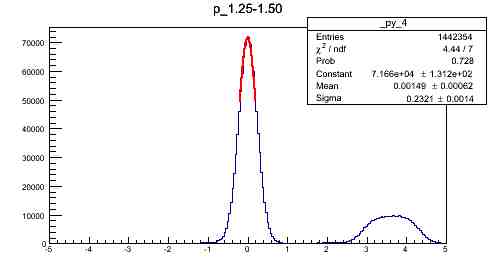 p_1.25-1.50
_py_4
Entries 1442354
χ² / ndf 4.44 / 7
Prob 0.728
Constant 7.166e+04 ± 1.312e+02
Mean 0.00149 ± 0.00062
Sigma 0.2321 ± 0.0014
70000
60000
50000
40000
30000
20000
10000
0
-5 -4 -3 -2 -1 0 1 2 3 4 5